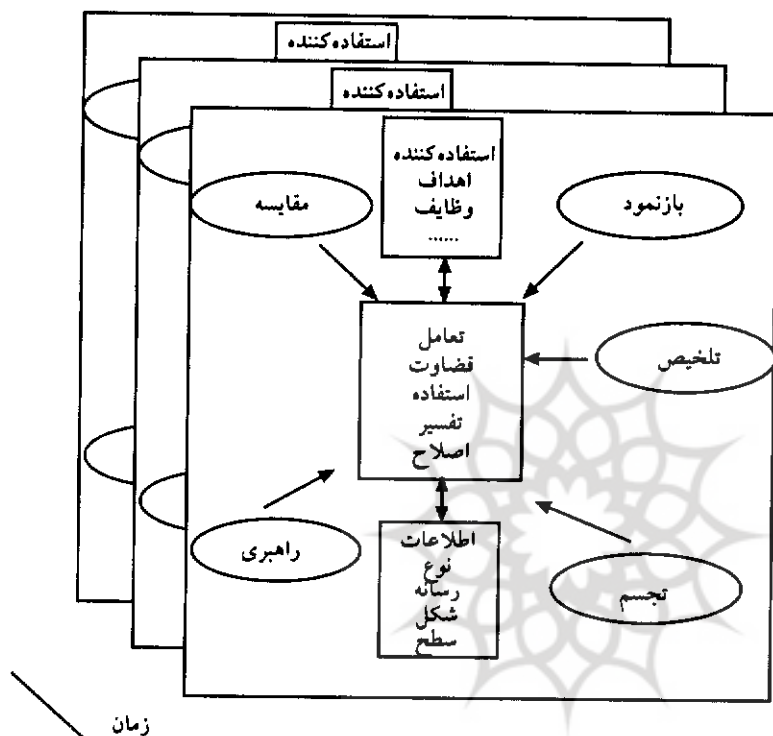 استفاده‌کننده
استفاده‌کننده
استفاده‌کننده
اهداف
وظایف
......
بازنمود
مقایسه
تعامل
قضاوت
استفاده
تفسیر
اصلاح
تلخیص
راهبری
تجسم
اطلاعات
نوع
رسانه
شکل
سطح
زمان